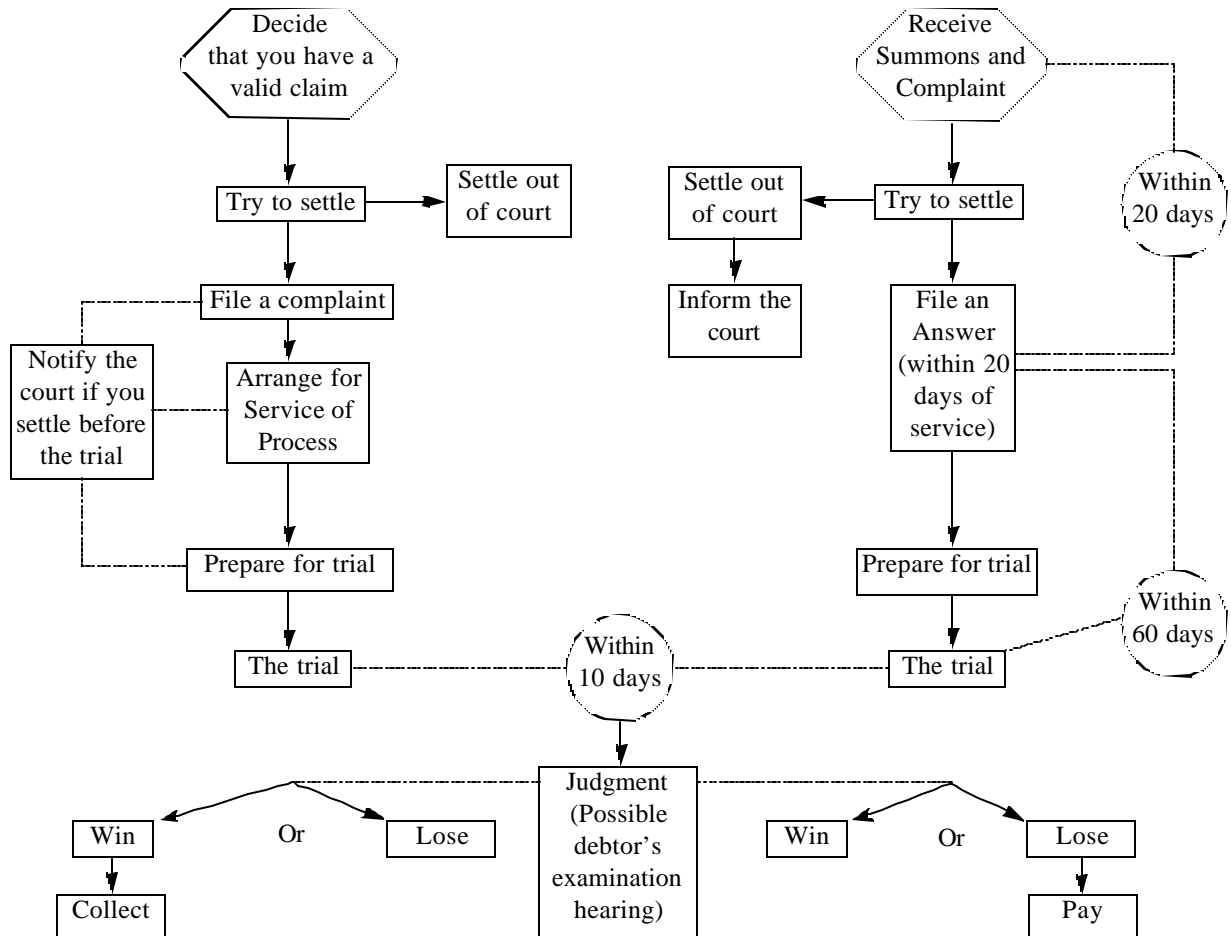 Decide
that you have a
valid claim
Receive
Summons and
Complaint
Try to settle
Settle out
of court
Settle out
of court
Try to settle
Within
20 days
File a complaint
Inform the
court
File an
Answer
(within 20
days of
service)
Notify the
court if you
settle before
the trial
Arrange for
Service of
Process
Prepare for trial
Prepare for trial
Within
60 days
The trial
Within
10 days
The trial
Judgment
(Possible
debtor’s
examination
hearing)
Win
Or
Lose
Win
Or
Lose
Collect
Pay